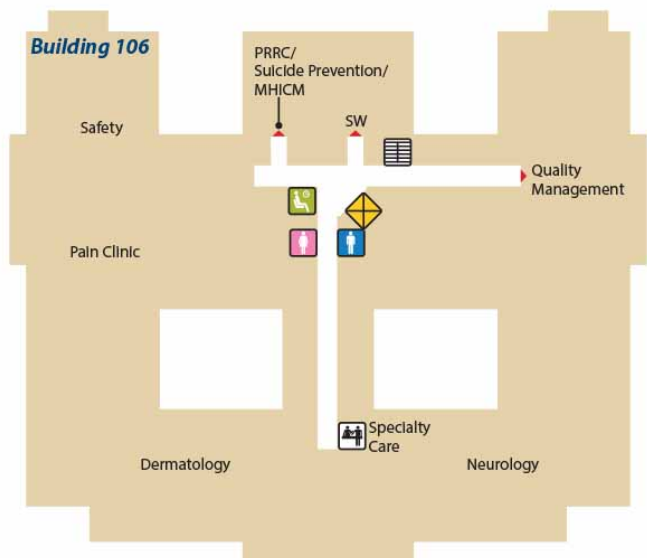 Building 106
PRRC/
Suicide Prevention/
MHICM
Safety
SW
Quality
Management
Pain Clinic
Specialty
Care
Dermatology
Neurology